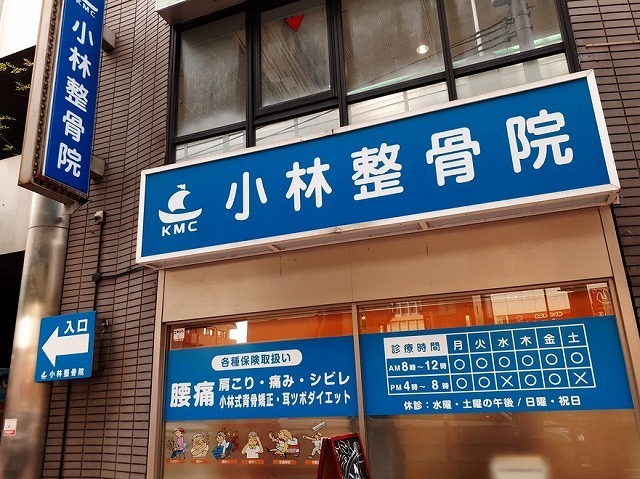 KMC
小林整骨院
KMC
小林整骨院
入口
小林整骨院
各種保険取扱い
腰痛 肩こり・痛み・シビレ
小林式背骨矯正・耳ツボダイエット
診療時間 月 火 水 木 金 土
AM8時～12時 ○ ○ ○ ○ ○ ○
PM4時～8時 ○ ○ × ○ ○ ×
休診：水曜・土曜の午後/日曜・祝日